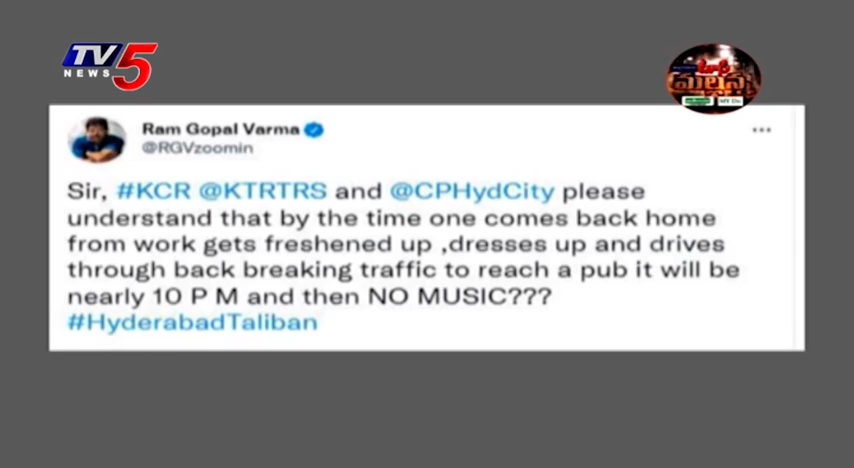 TV5
NEWS
మల్లన్న
Ram Gopal Varma
@RGVzoomin
Sir, #KCR @KTRTRS and @CPHydCity please
understand that by the time one comes back home
from work gets freshened up ,dresses up and drives
through back breaking traffic to reach a pub it will be
nearly 10 P M and then NO MUSIC???
#HyderabadTaliban